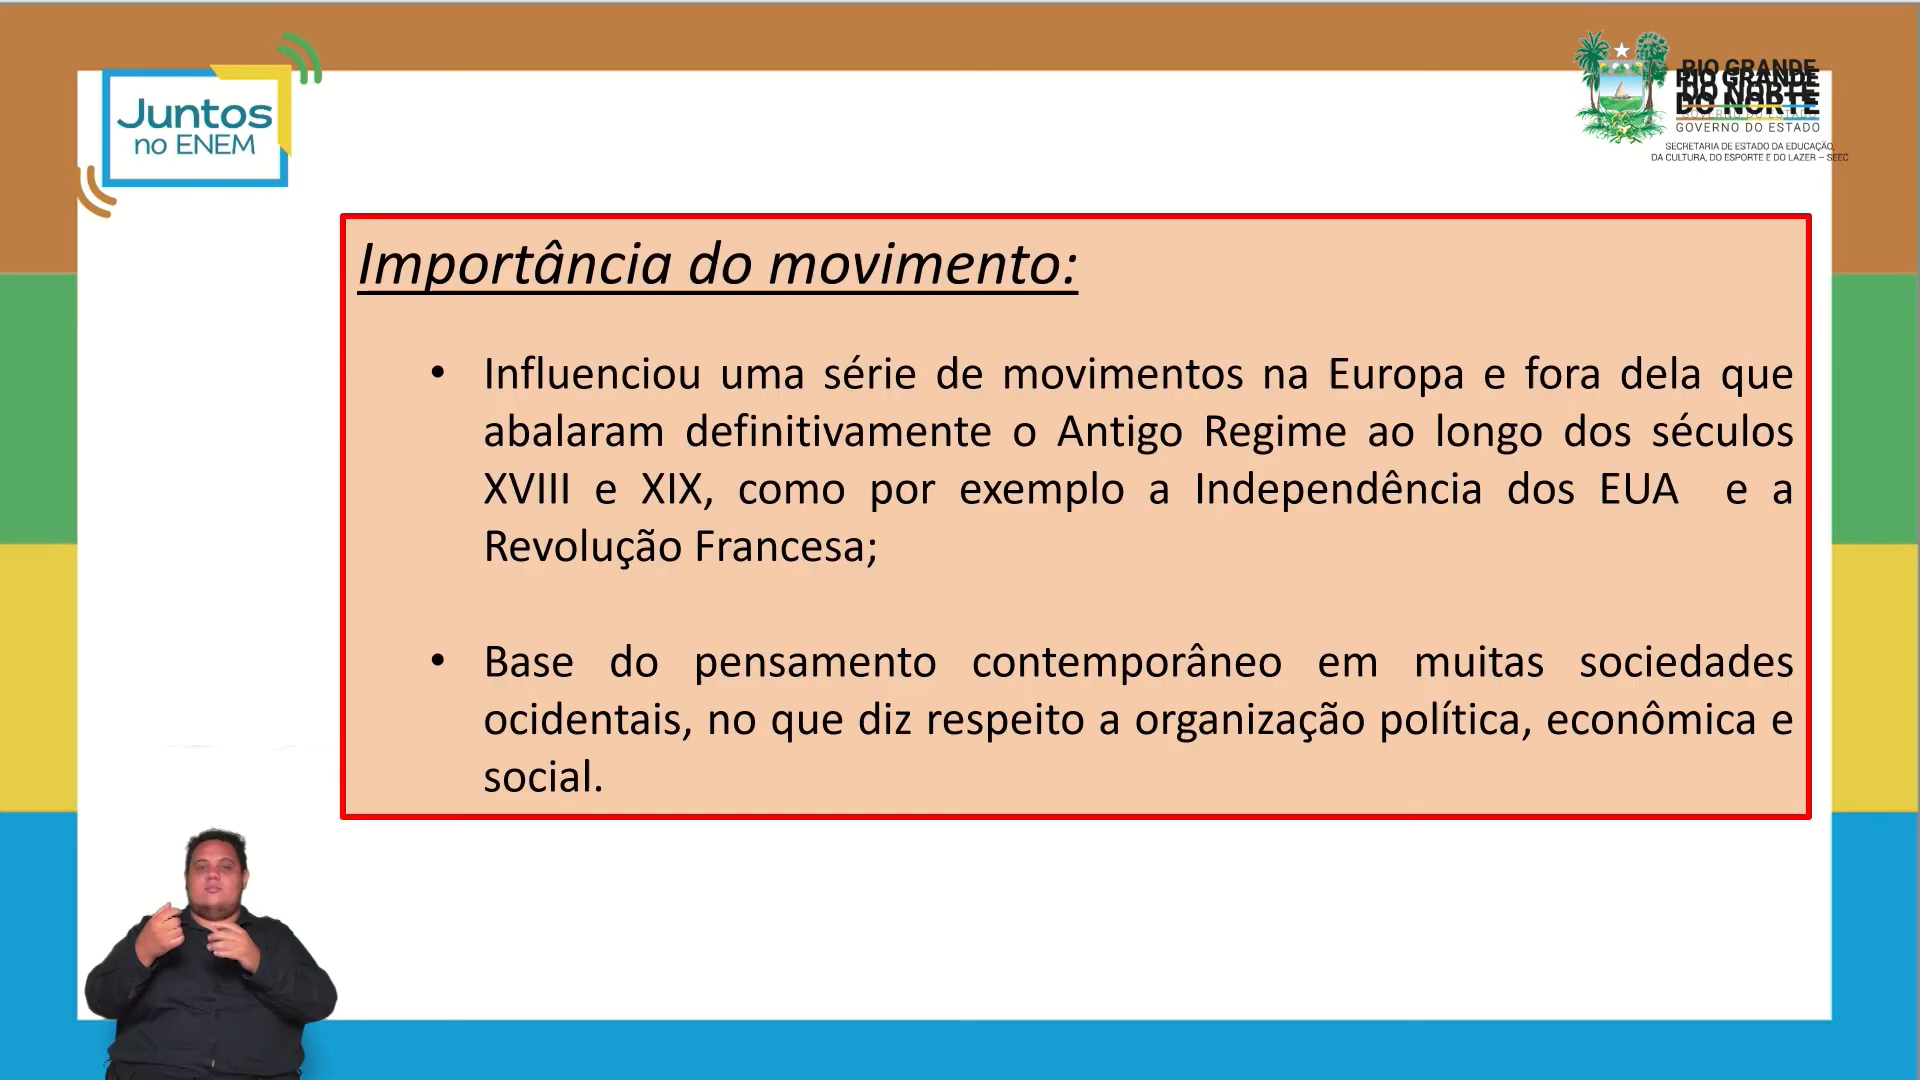 Juntos
no ENEM
RIO GRANDE
DO NORTE
GOVERNO DO ESTADO
SECRETARIA DE ESTADO DA EDUCAÇÃO,
DA CULTURA, DO ESPORTE E DO LAZER – SEEC
Importância do movimento:
• Influenciou uma série de movimentos na Europa e fora dela que
abalaram definitivamente o Antigo Regime ao longo dos séculos
XVIII e XIX, como por exemplo a Independência dos EUA e a
Revolução Francesa;
• Base do pensamento contemporâneo em muitas sociedades
ocidentais, no que diz respeito a organização política, econômica e
social.